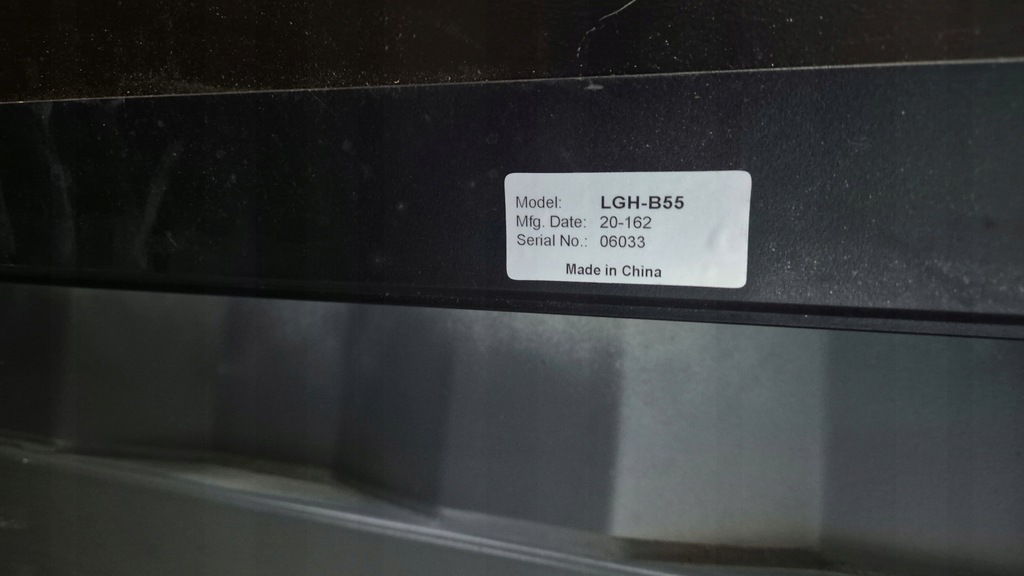 Model: LGH-B55
Mfg. Date: 20-162
Serial No.: 06033
Made in China